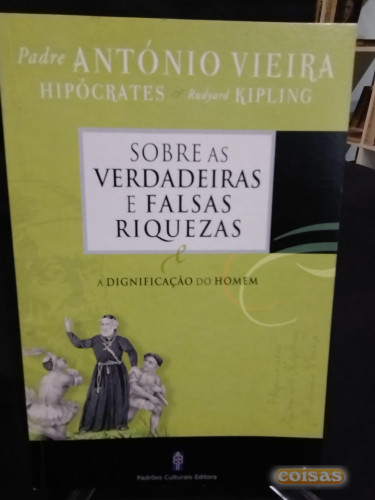 Padre ANTÓNIO VIEIRA
HIPÓCRATES e Rudyard KIPLING
SOBRE AS
VERDADEIRAS
E FALSAS
RIQUEZAS
e
A DIGNIFICAÇÃO DO HOMEM
Padrões Culturais Editora
coisas